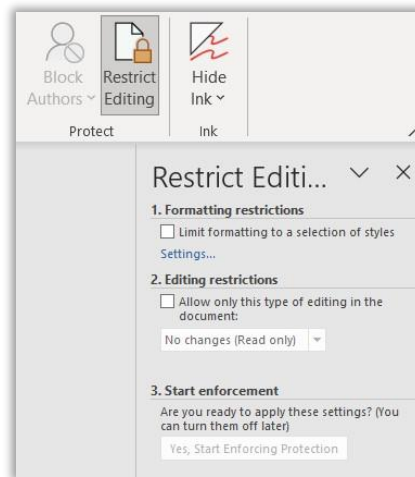 Block
Authors
Restrict
Editing
Hide
Ink
Protect
Ink
Restrict Editi...
1. Formatting restrictions
Limit formatting to a selection of styles
Settings...
2. Editing restrictions
Allow only this type of editing in the
document:
No changes (Read only)
3. Start enforcement
Are you ready to apply these settings? (You
can turn them off later)
Yes, Start Enforcing Protection